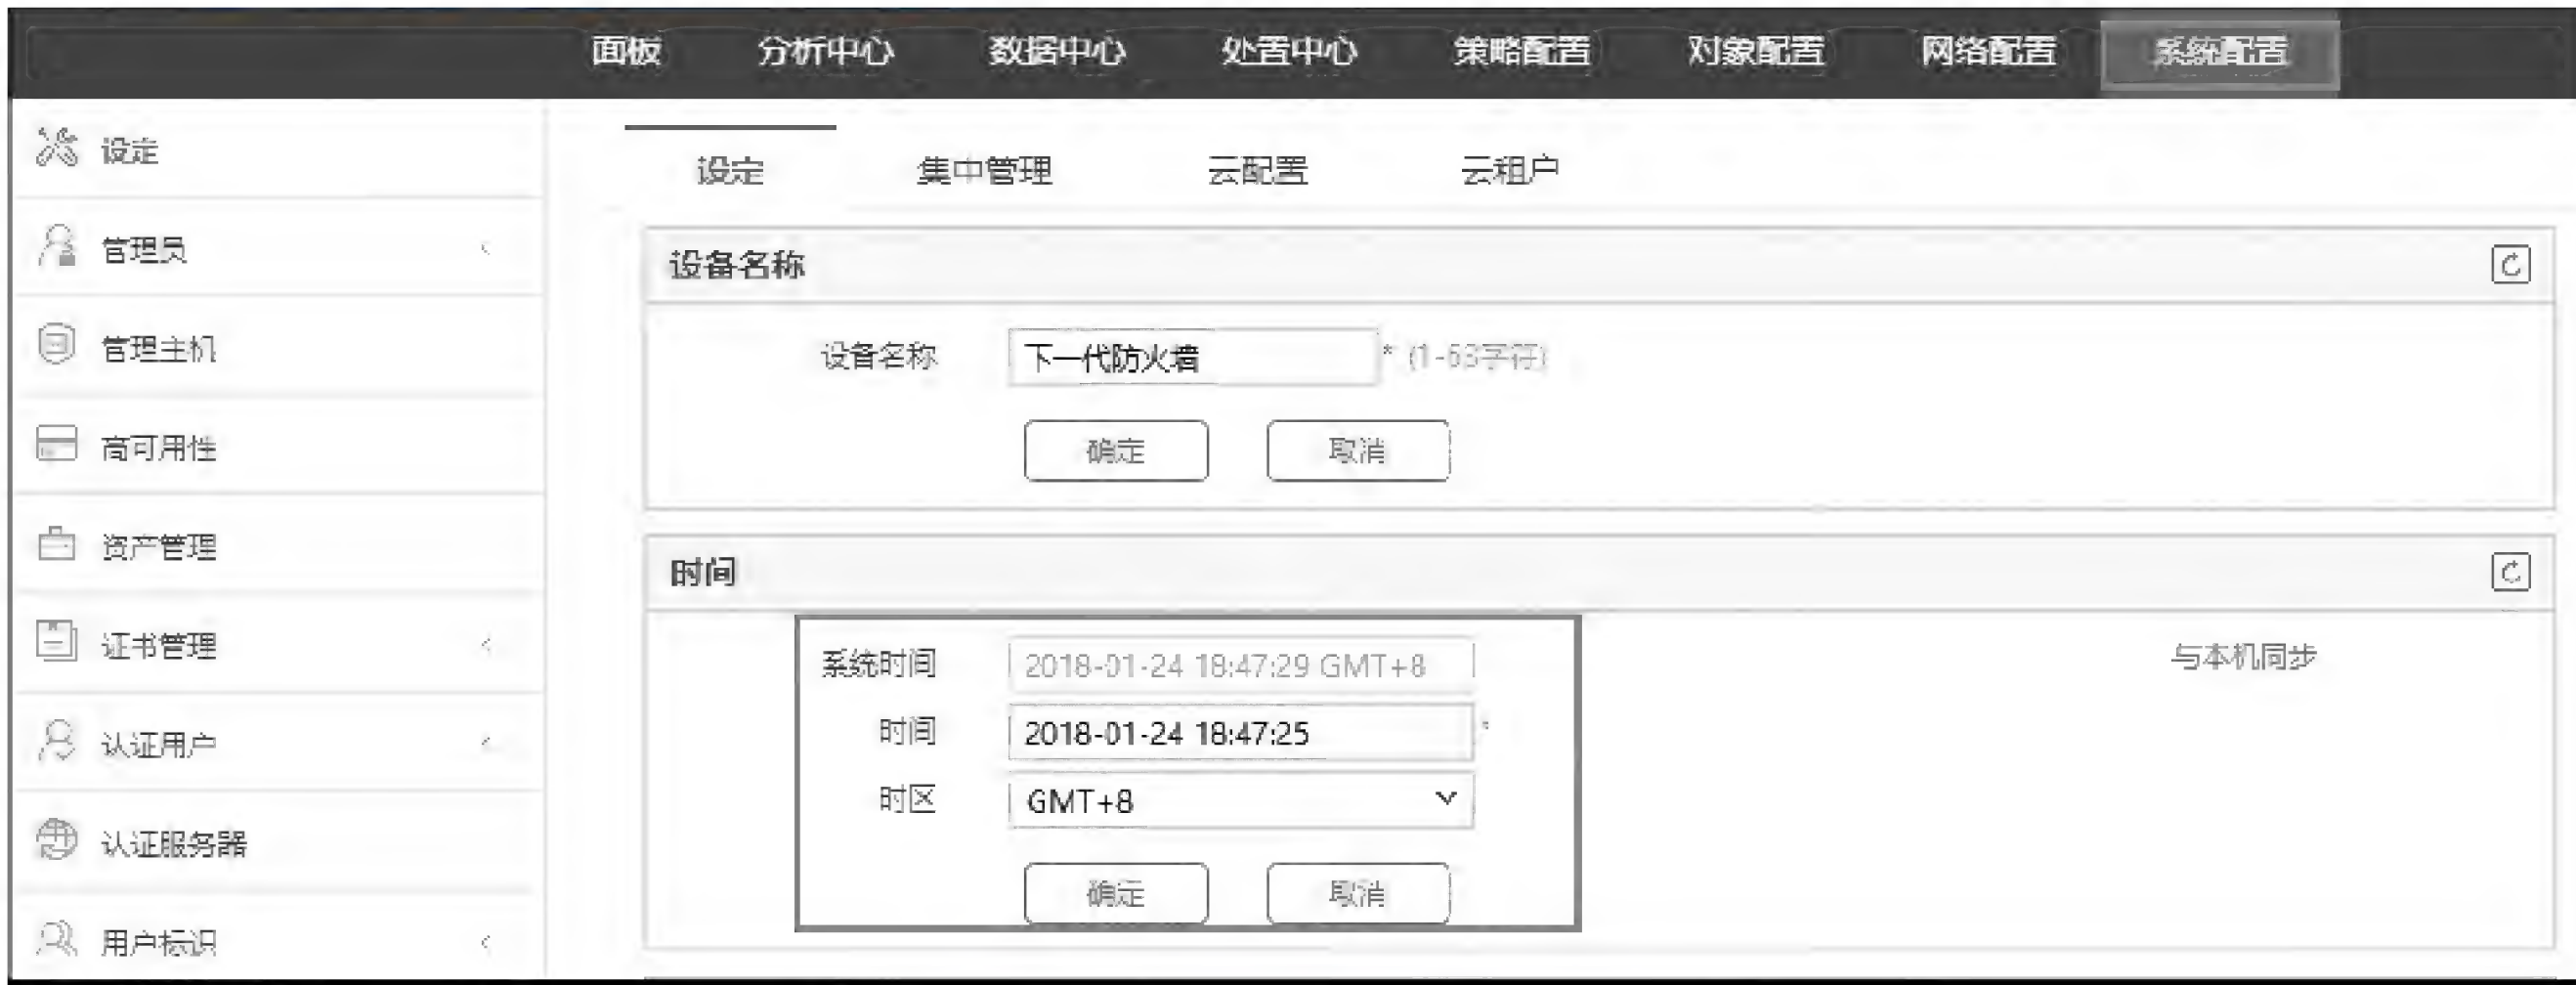 面板 分析中心 数据中心 处置中心 策略配置 对象配置 网络配置 系统配置
设定
管理员
管理主机
高可用性
资产管理
证书管理
认证用户
认证服务器
用户标识
设定 集中管理 云配置 云租户
设备名称
设备名称 下一代防火墙 * (1-63字符)
确定 取消
时间
系统时间 2018-01-24 18:47:29 GMT+8 与本机同步
时间 2018-01-24 18:47:25 *
时区 GMT+8
确定 取消